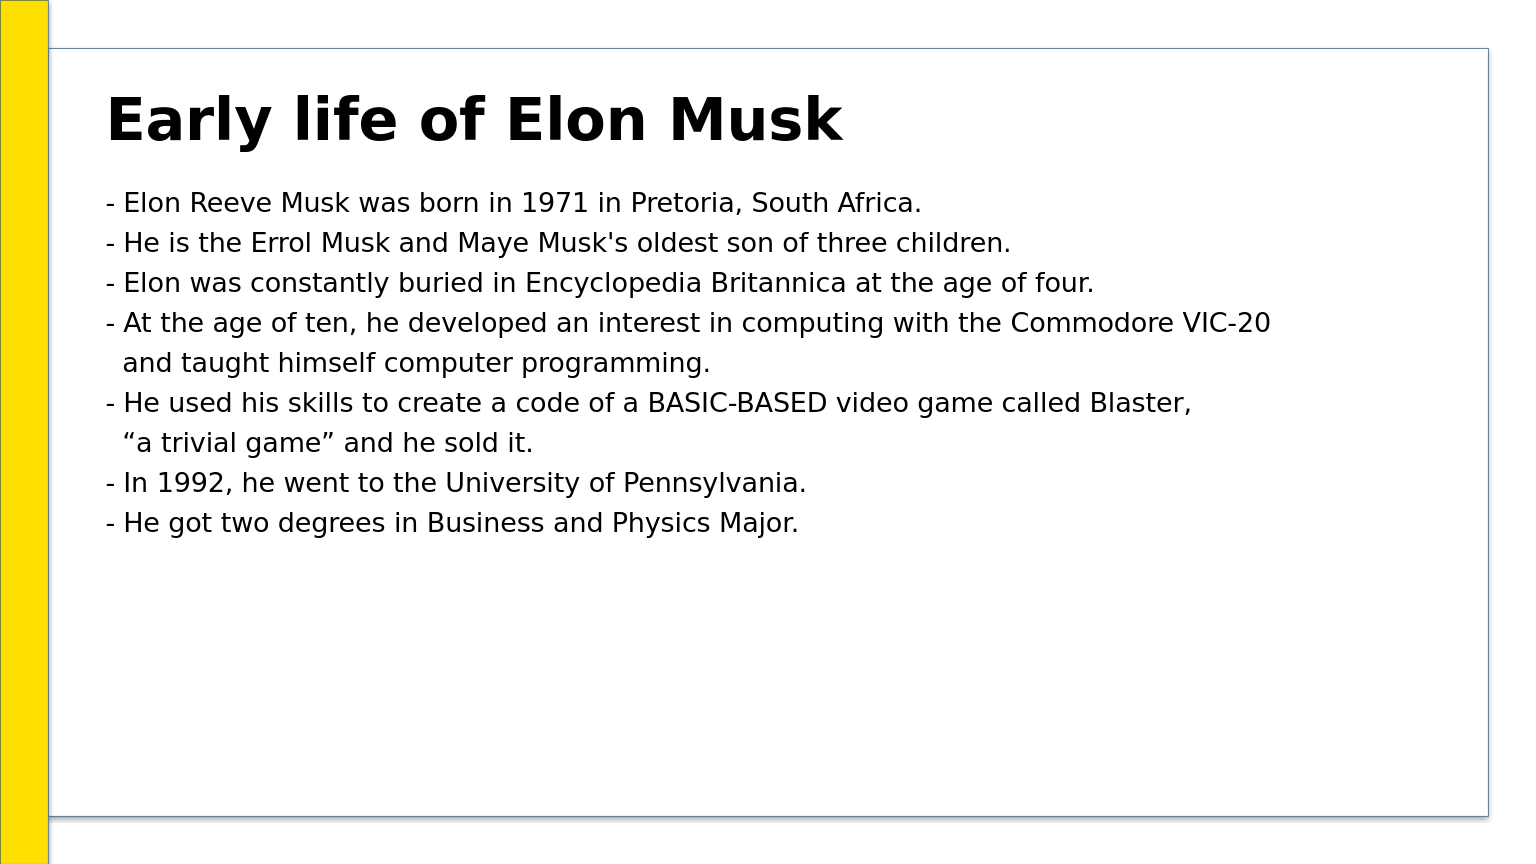 Early life of Elon Musk
- Elon Reeve Musk was born in 1971 in Pretoria, South Africa.
- He is the Errol Musk and Maye Musk's oldest son of three children.
- Elon was constantly buried in Encyclopedia Britannica at the age of four.
- At the age of ten, he developed an interest in computing with the Commodore VIC-20
and taught himself computer programming.
- He used his skills to create a code of a BASIC-BASED video game called Blaster,
“a trivial game” and he sold it.
- In 1992, he went to the University of Pennsylvania.
- He got two degrees in Business and Physics Major.